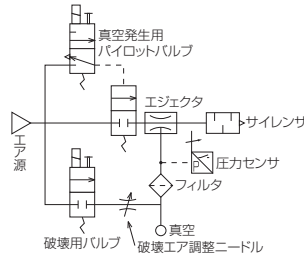 真空発生用
パイロットバルブ
エジェクタ
サイレンサ
エア源
P
圧力センサ
フィルタ
真空
破壊用バルブ
破壊エア調整ニードル